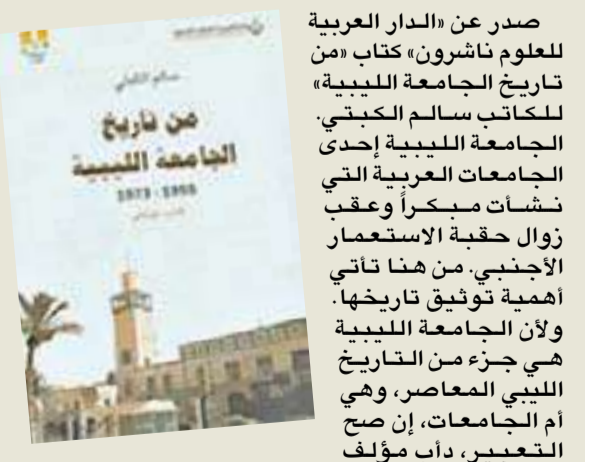 صدر عن «الدار العربية
للعلوم ناشرون» كتاب «من
تاريخ الجامعة الليبية»
للكاتب سالم الكبتي.
الجامعة الليبية إحدى
الجامعات العربية التي
نشأت مبكراً وعقب
زوال حقبة الاستعمار
الأجنبي. من هنا تأتي
أهمية توثيق تاريخها.
ولأن الجامعة الليبية
هي جزء من التاريخ
الليبي المعاصر، وهي
أم الجامعات، إن صح
التعبير، دأب مؤلف
سالم الكبتي
من تاريخ
الجامعة الليبية